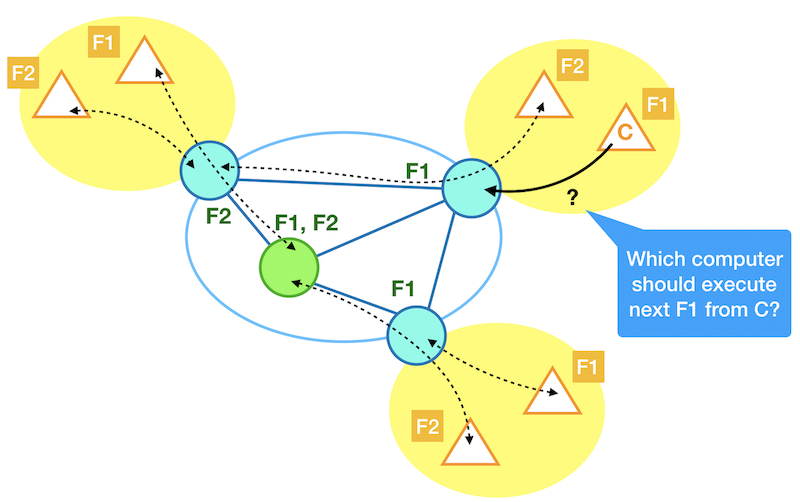 F1
F2
F2
F1
C
F1
?
F2
F1, F2
Which computer
should execute
next F1 from C?
F1
F1
F2